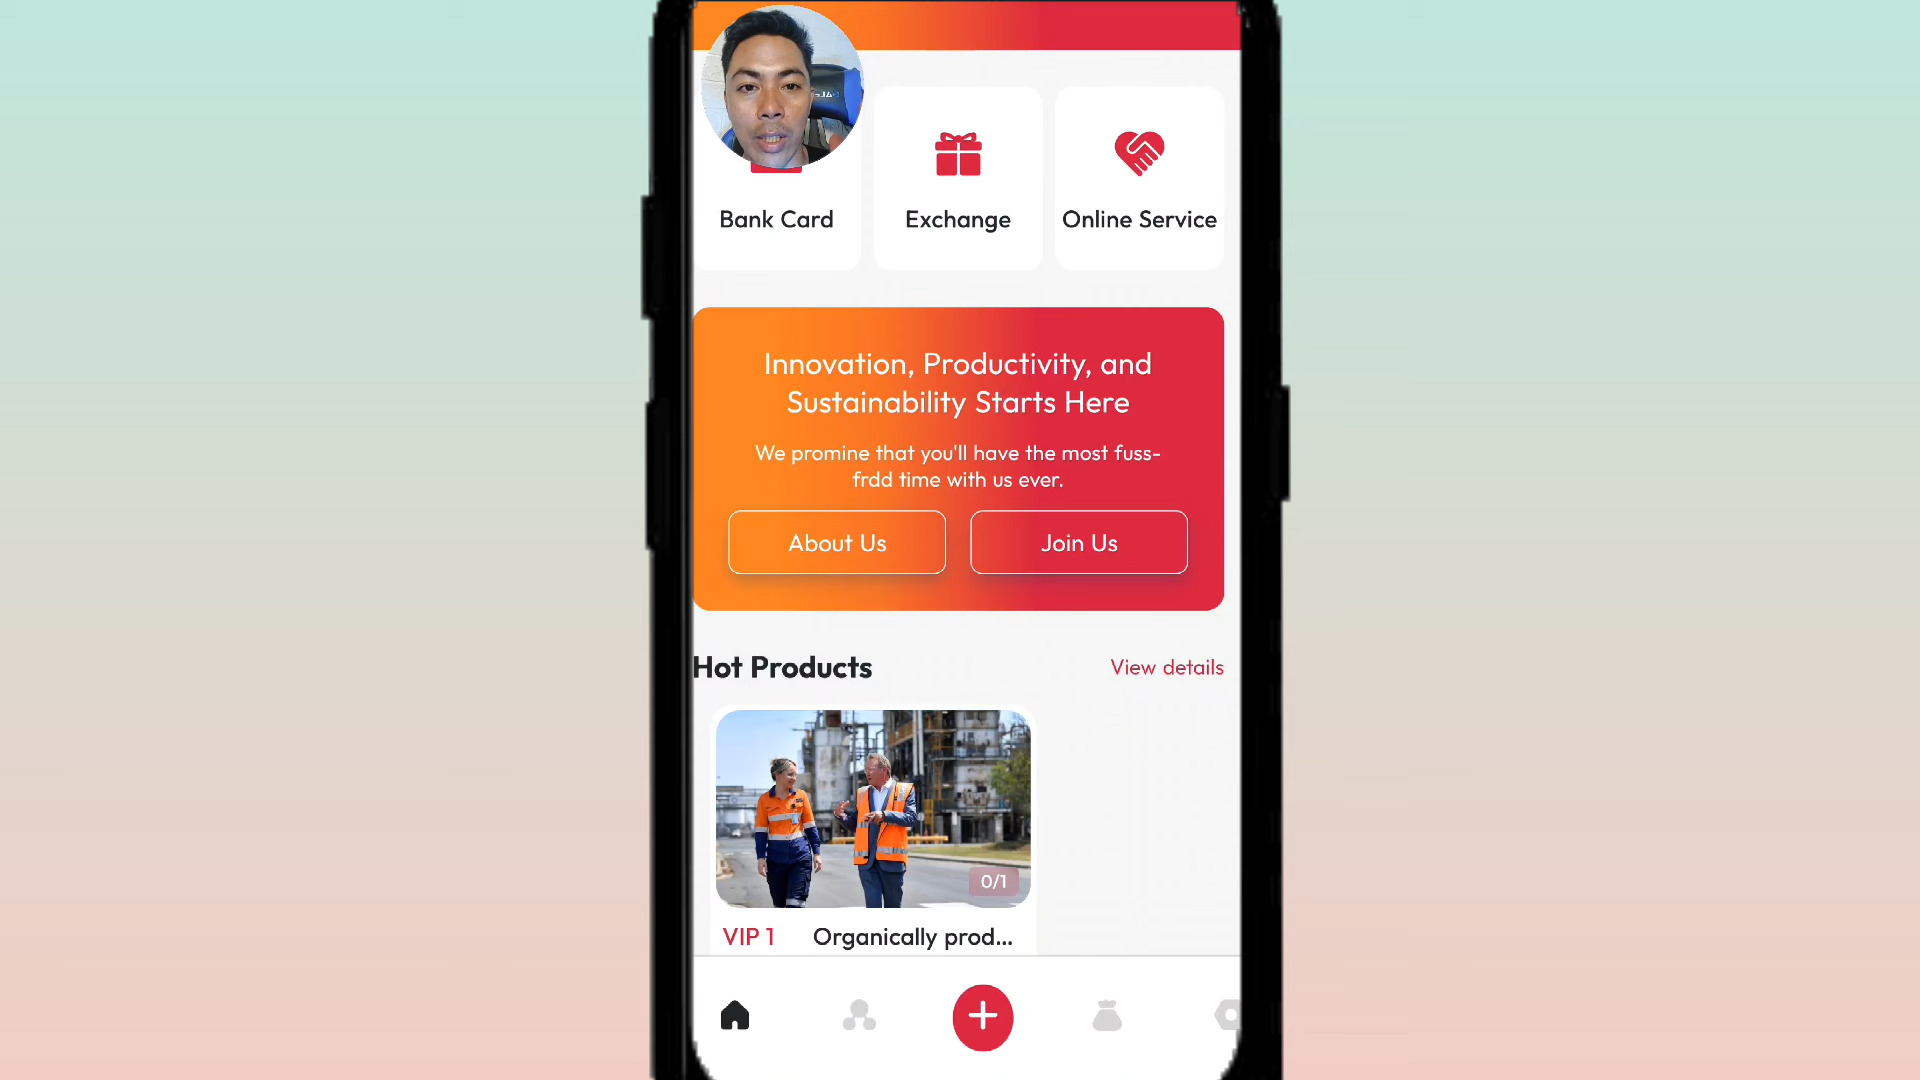 Bank Card
Exchange
Online Service
Innovation, Productivity, and
Sustainability Starts Here
We promine that you'll have the most fuss-
frdd time with us ever.
About Us
Join Us
Hot Products
View details
0/1
VIP 1
Organically prod...